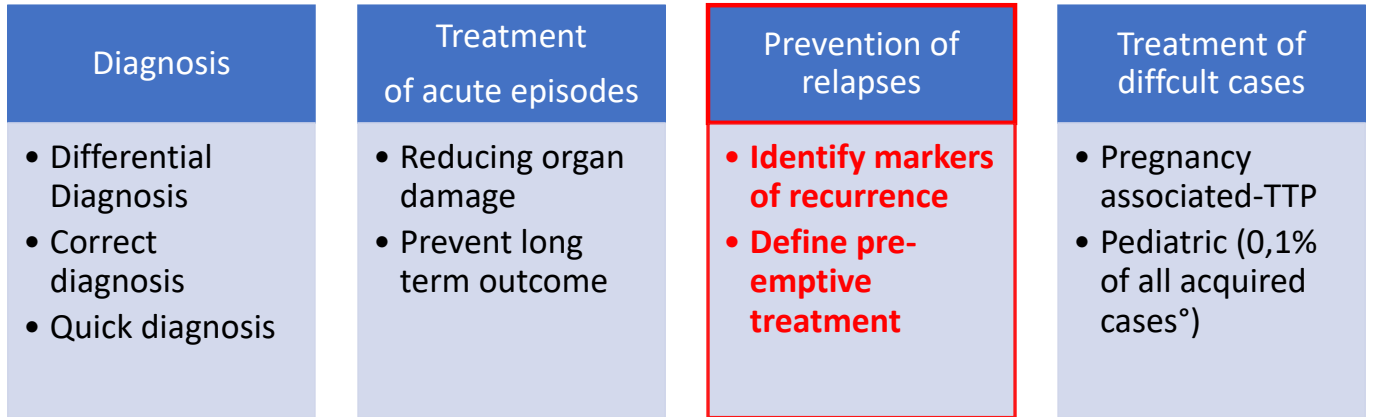 Diagnosis
• Differential
Diagnosis
• Correct
diagnosis
• Quick diagnosis
Treatment
of acute episodes
• Reducing organ
damage
• Prevent long
term outcome
Prevention of
relapses
• Identify markers
of recurrence
• Define pre-
emptive
treatment
Treatment of
diffcult cases
• Pregnancy
associated-TTP
• Pediatric (0,1%
of all acquired
cases°)